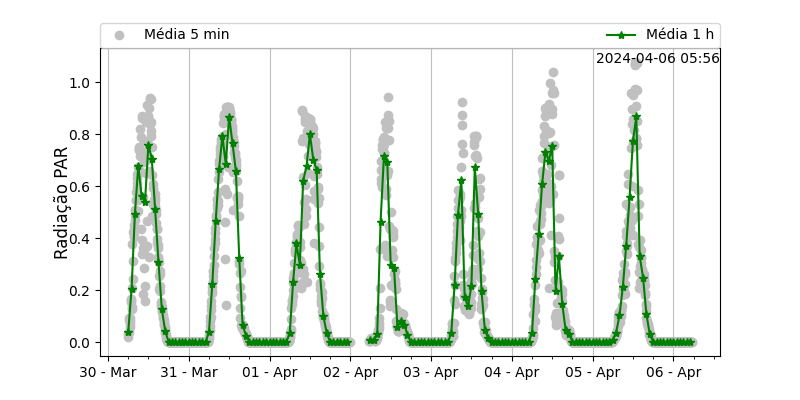 Média 5 min
Média 1 h
2024-04-06 05:56
Radiação PAR
1.0
0.8
0.6
0.4
0.2
0.0
30 - Mar
31 - Mar
01 - Apr
02 - Apr
03 - Apr
04 - Apr
05 - Apr
06 - Apr